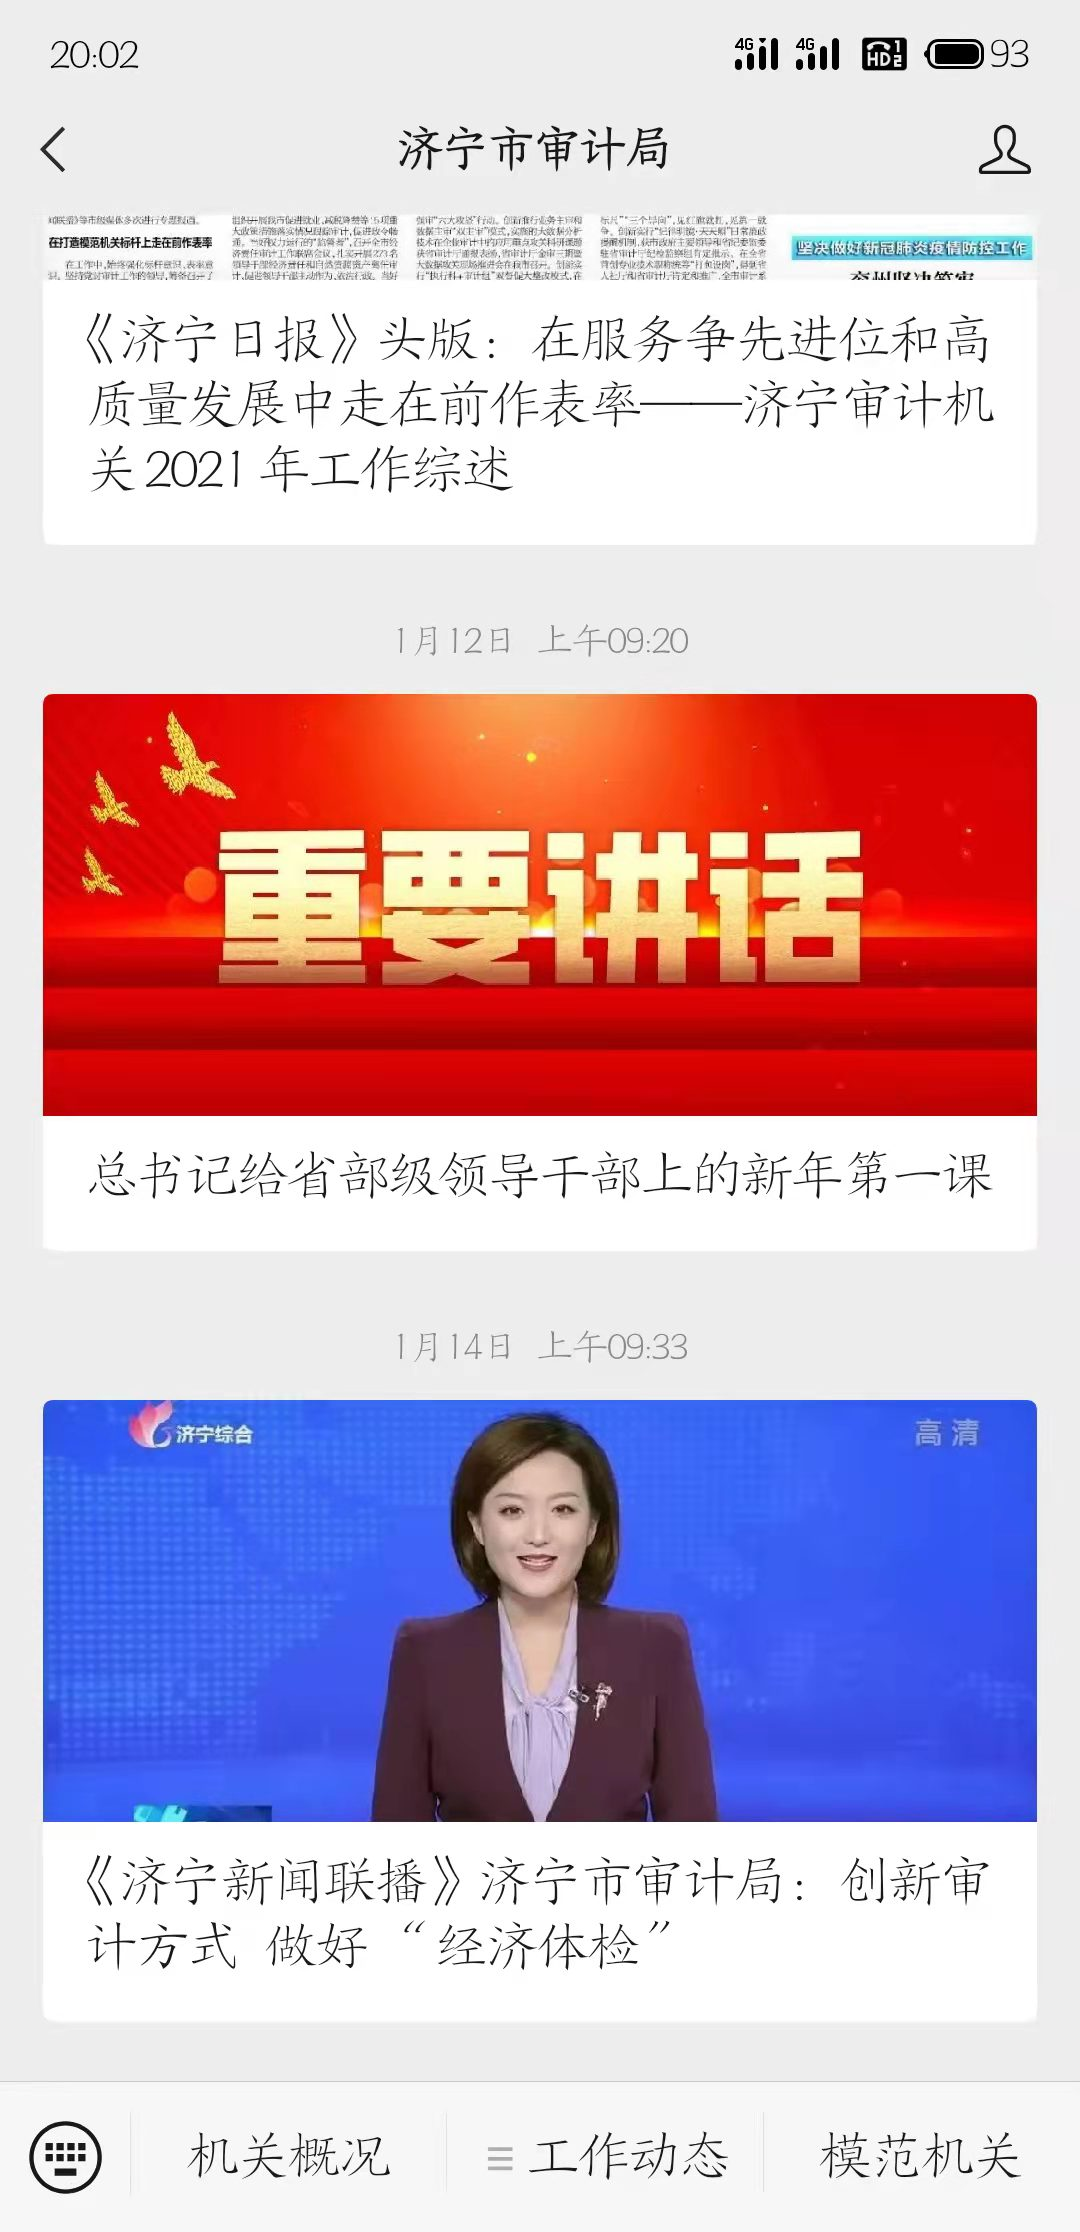 20:02
4G 4G HD 1 2 93
济宁市审计局
在打造模范机关标杆上走在前作表率
坚决做好新冠肺炎疫情防控工作
《济宁日报》头版：在服务争先进位和高
质量发展中走在前作表率——济宁审计机
关2021年工作综述
1月12日 上午09:20
重要讲话
总书记给省部级领导干部上的新年第一课
1月14日 上午09:33
济宁综合
高清
《济宁新闻联播》济宁市审计局：创新审
计方式 做好“经济体检”
机关概况
工作动态
模范机关